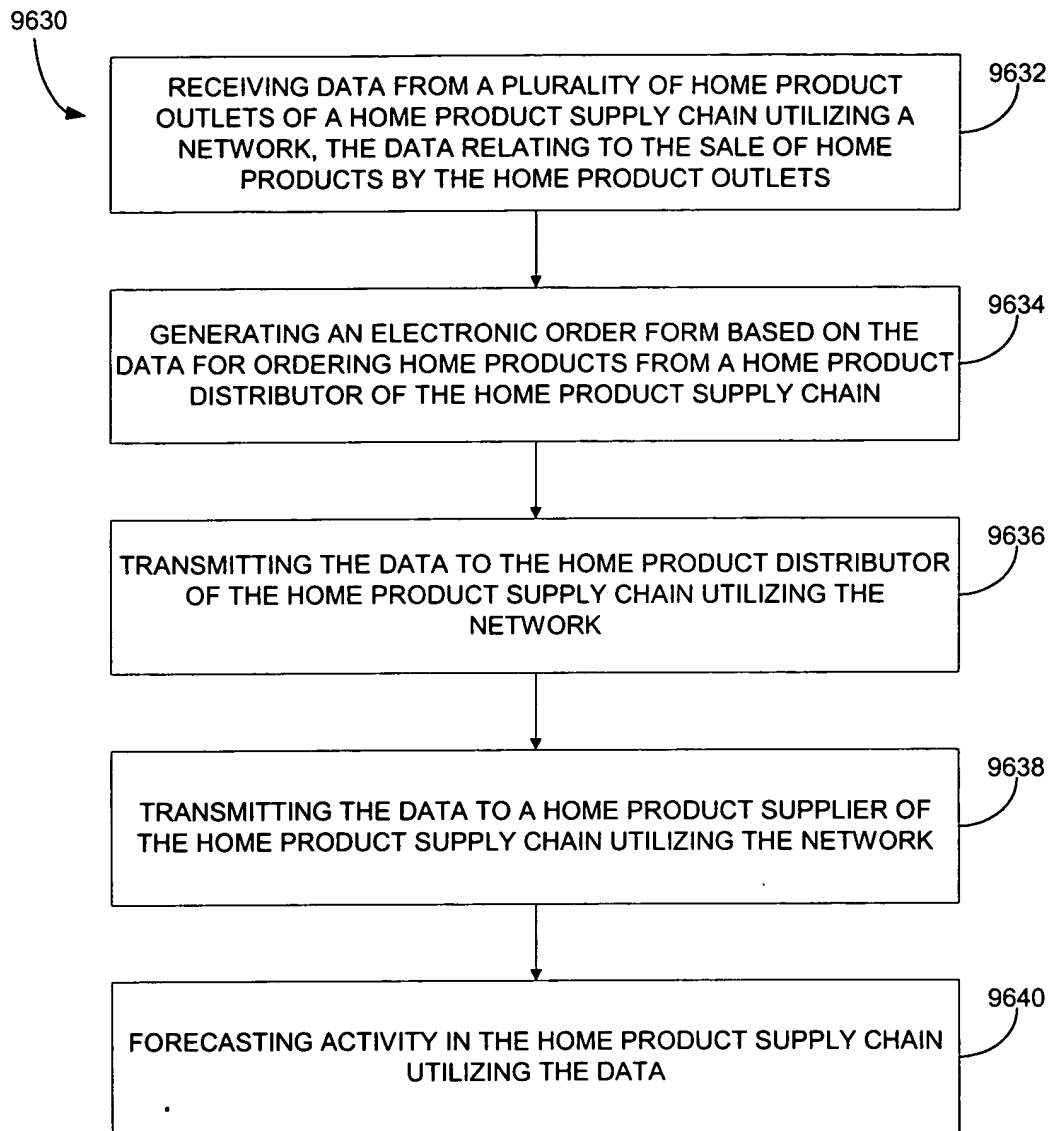 9630
9632
RECEIVING DATA FROM A PLURALITY OF HOME PRODUCT
OUTLETS OF A HOME PRODUCT SUPPLY CHAIN UTILIZING A
NETWORK, THE DATA RELATING TO THE SALE OF HOME
PRODUCTS BY THE HOME PRODUCT OUTLETS
9634
GENERATING AN ELECTRONIC ORDER FORM BASED ON THE
DATA FOR ORDERING HOME PRODUCTS FROM A HOME PRODUCT
DISTRIBUTOR OF THE HOME PRODUCT SUPPLY CHAIN
9636
TRANSMITTING THE DATA TO THE HOME PRODUCT DISTRIBUTOR
OF THE HOME PRODUCT SUPPLY CHAIN UTILIZING THE
NETWORK
9638
TRANSMITTING THE DATA TO A HOME PRODUCT SUPPLIER OF
THE HOME PRODUCT SUPPLY CHAIN UTILIZING THE NETWORK
9640
FORECASTING ACTIVITY IN THE HOME PRODUCT SUPPLY CHAIN
UTILIZING THE DATA